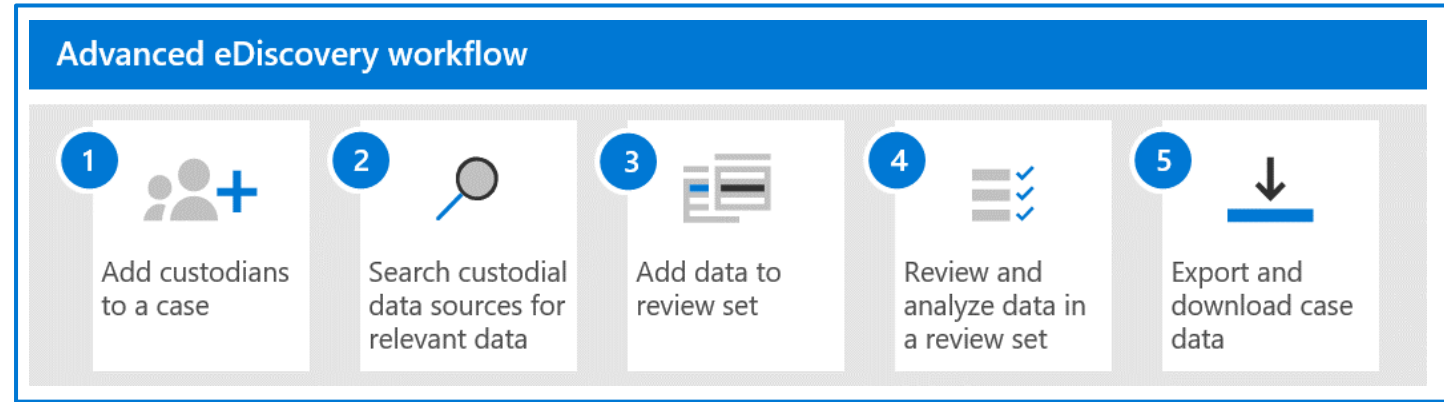 Advanced eDiscovery workflow
1
Add custodians
to a case
2
Search custodial
data sources for
relevant data
3
Add data to
review set
4
Review and
analyze data in
a review set
5
Export and
download case
data